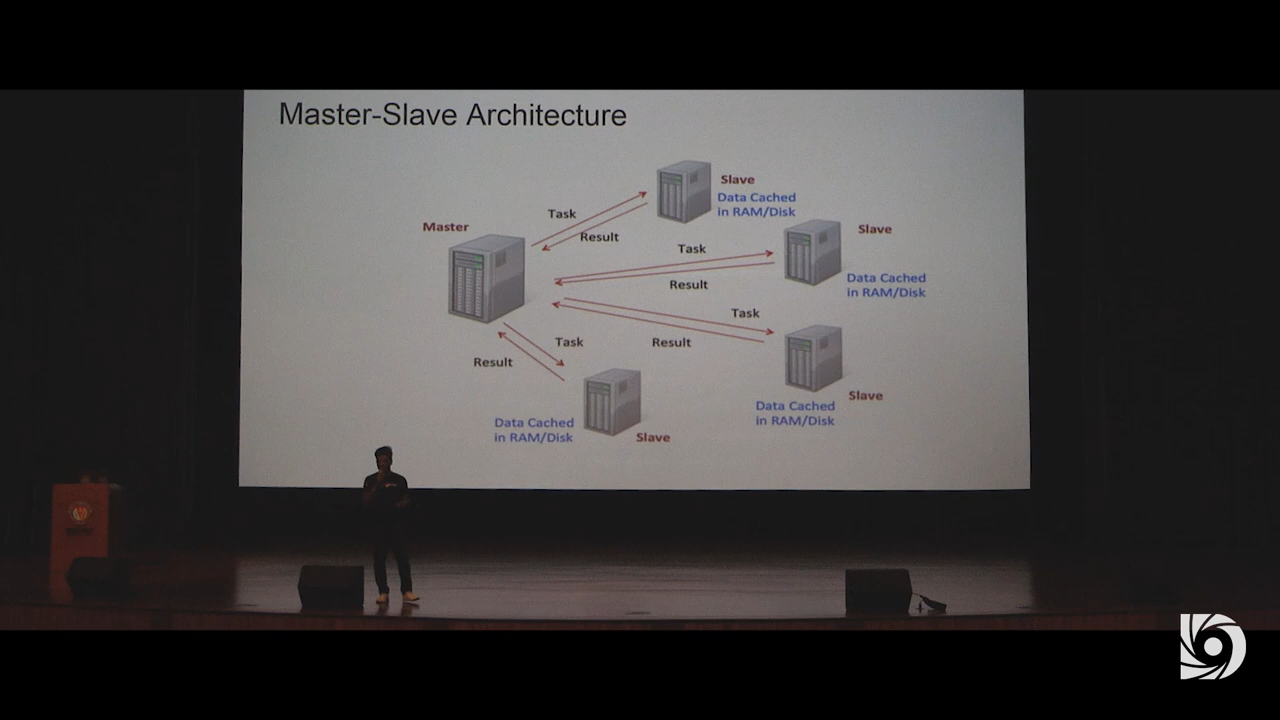 Master-Slave Architecture
Slave
Data Cached
in RAM/Disk
Task
Result
Master
Slave
Task
Result
Data Cached
in RAM/Disk
Task
Result
Task
Result
Slave
Data Cached
in RAM/Disk
Data Cached
in RAM/Disk
Slave